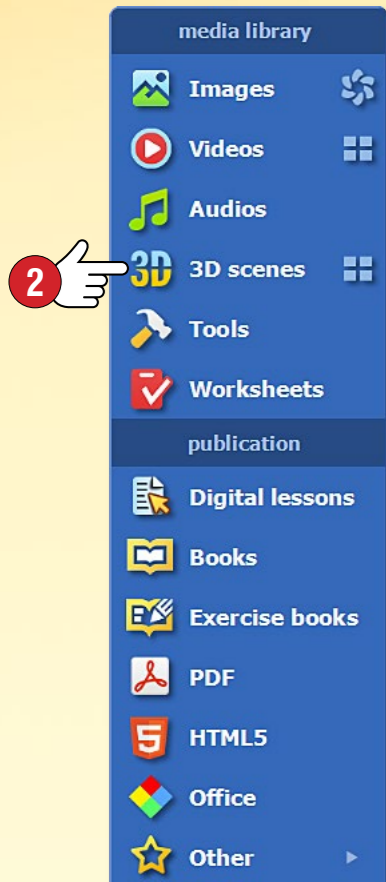 media library
Images
Videos
Audios
2
3D 3D scenes
Tools
Worksheets
publication
Digital lessons
Books
Exercise books
PDF
5 HTML5
Office
Other